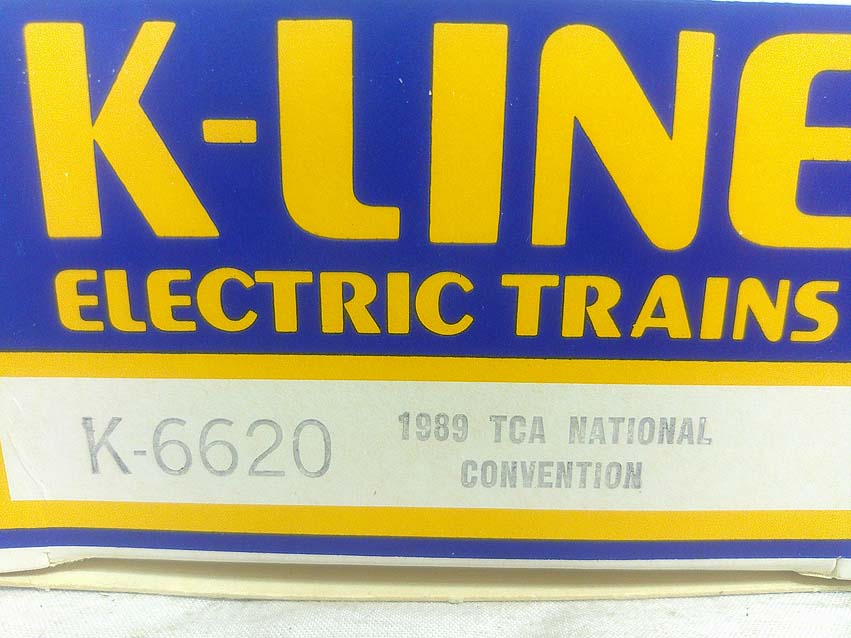 K-LINE
ELECTRIC TRAINS
K-6620
1989 TCA NATIONAL
CONVENTION